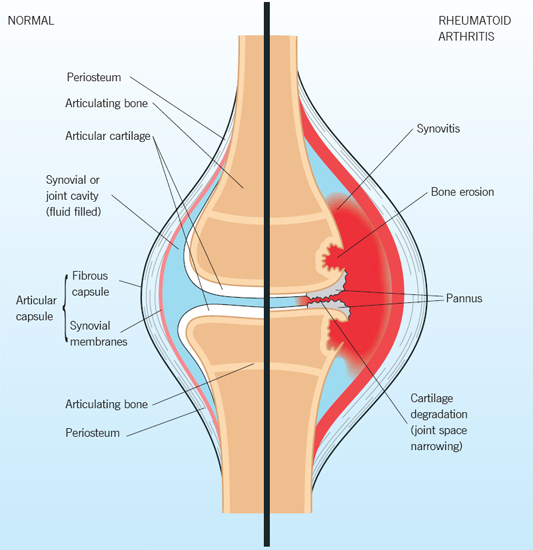 NORMAL
RHEUMATOID
ARTHRITIS
Periosteum
Articulating bone
Articular cartilage
Synovial or
joint cavity
(fluid filled)
Articular
capsule
Fibrous
capsule
Synovial
membranes
Articulating bone
Periosteum
Synovitis
Bone erosion
Pannus
Cartilage
degradation
(joint space
narrowing)